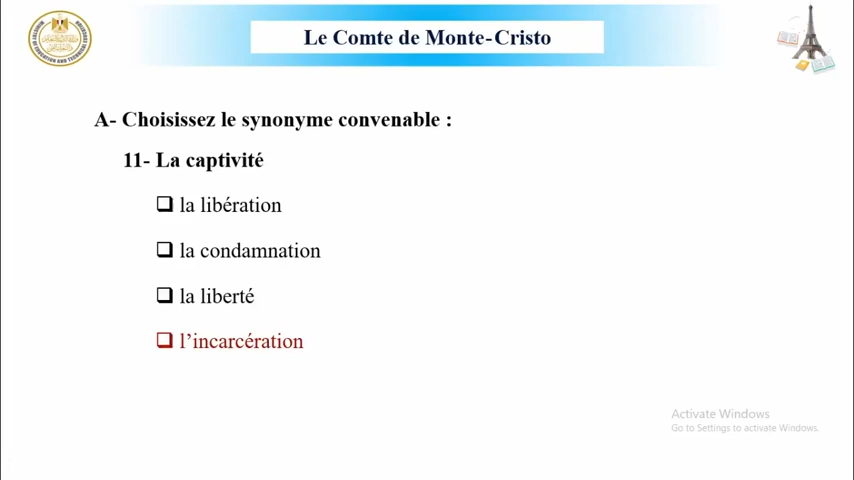 Le Comte de Monte-Cristo
A- Choisissez le synonyme convenable :
11- La captivité
la libération
la condamnation
la liberté
l’incarcération
Activate Windows
Go to Settings to activate Windows.